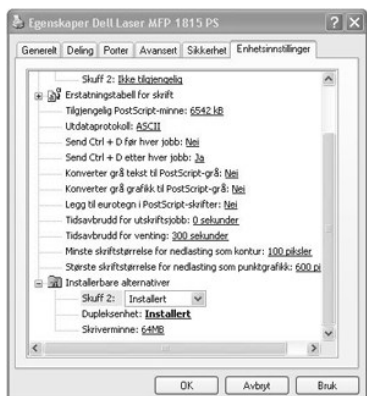 Egenskaper Dell Laser MFP 1815 PS
Generelt Deling Porter Avansert Sikkerhet Enhetsinnstillinger
Skuff 2: Ikke tilgjengelig
Erstatningstabell for skrift
Tilgjengelig PostScript-minne: 6542 kB
Utdataprotokoll: ASCII
Send Ctrl + D før hver jobb: Nei
Send Ctrl + D etter hver jobb: Ja
Konverter grå tekst til PostScript-grå: Nei
Konverter grå grafikk til PostScript-grå: Nei
Legg til eurotegn i PostScript-skrifter: Nei
Tidsavbrudd for utskriftsjobb: 0 sekunder
Tidsavbrudd for venting: 300 sekunder
Minste skriftstørrelse for nedlasting som kontur: 100 piksler
Største skriftstørrelse for nedlasting som punktgrafikk: 600 pi
Installerbare alternativer
Skuff 2: Installert
Dupleksenhet: Installert
Skriverminne: 64MB
OK Avbryt Bruk